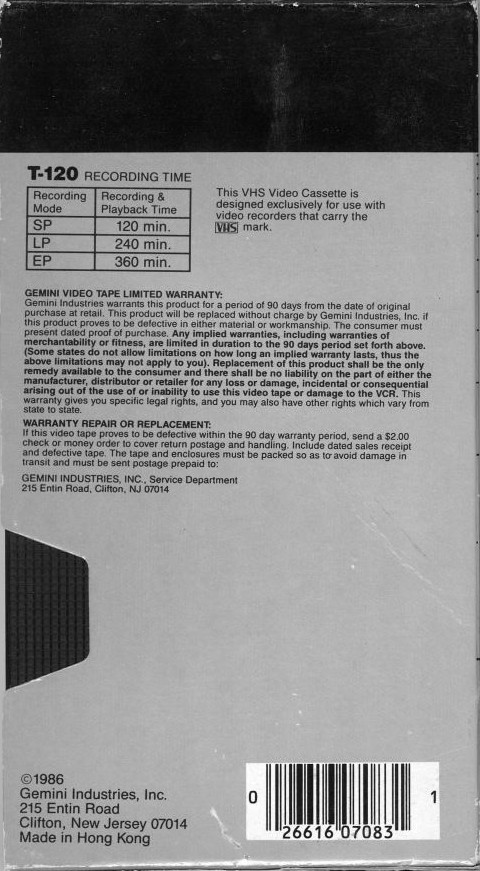 T-120 RECORDING TIME
Recording Mode | Recording & Playback Time
SP | 120 min.
LP | 240 min.
EP | 360 min.
This VHS Video Cassette is
designed exclusively for use with
video recorders that carry the
VHS mark.
GEMINI VIDEO TAPE LIMITED WARRANTY:
Gemini Industries warrants this product for a period of 90 days from the date of original
purchase at retail. This product will be replaced without charge by Gemini Industries, Inc. if
this product proves to be defective in either material or workmanship. The consumer must
present dated proof of purchase. Any implied warranties, including warranties of
merchantability or fitness, are limited in duration to the 90 days period set forth above.
(Some states do not allow limitations on how long an implied warranty lasts, thus the
above limitations may not apply to you). Replacement of this product shall be the only
remedy available to the consumer and there shall be no liability on the part of either the
manufacturer, distributor or retailer for any loss or damage, incidental or consequential
arising out of the use of or inability to use this video tape or damage to the VCR. This
warranty gives you specific legal rights, and you may also have other rights which vary from
state to state.
WARRANTY REPAIR OR REPLACEMENT:
If this video tape proves to be defective within the 90 day warranty period, send a $2.00
check or money order to cover return postage and handling. Include dated sales receipt
and defective tape. The tape and enclosures must be packed so as to avoid damage in
transit and must be sent postage prepaid to:
GEMINI INDUSTRIES, INC., Service Department
215 Entin Road, Clifton, NJ 07014
©1986
Gemini Industries, Inc.
215 Entin Road
Clifton, New Jersey 07014
Made in Hong Kong
0 26616 07083 1